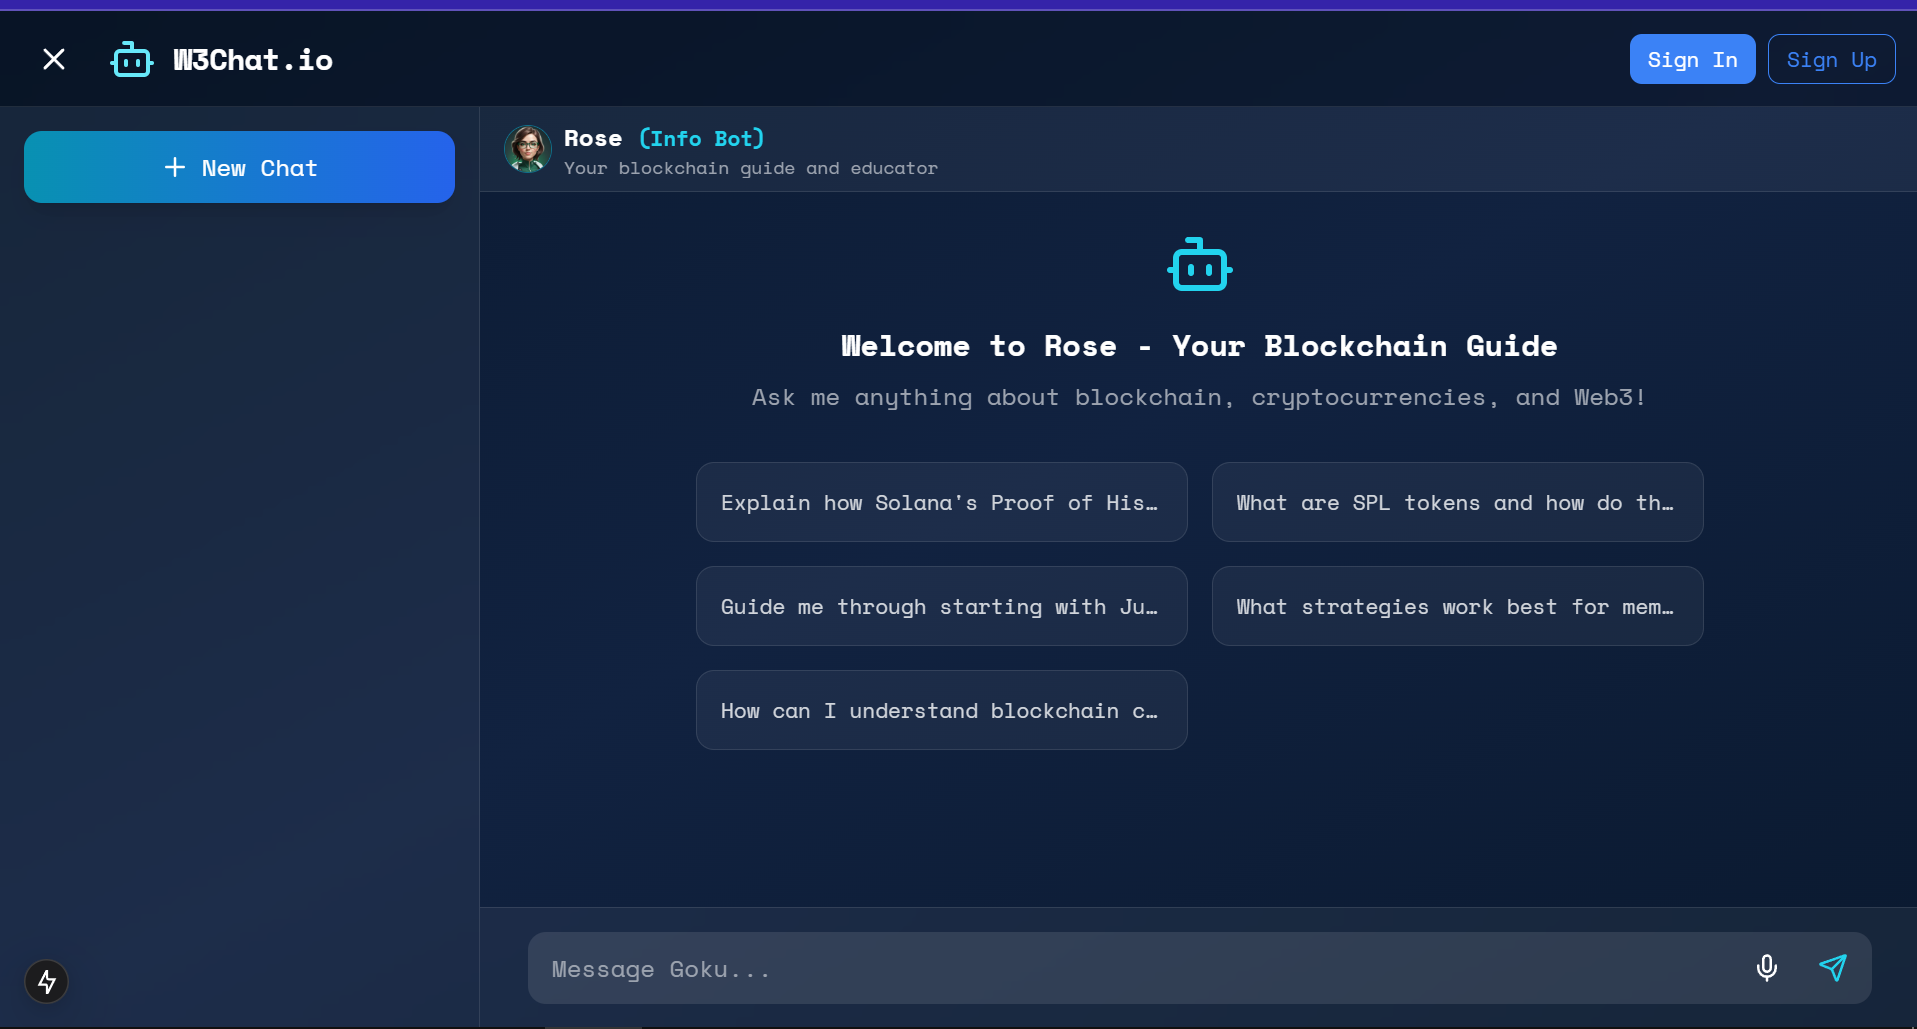 W3Chat.io
Sign In
Sign Up
New Chat
Rose (Info Bot)
Your blockchain guide and educator
Welcome to Rose - Your Blockchain Guide
Ask me anything about blockchain, cryptocurrencies, and Web3!
Explain how Solana's Proof of His…
What are SPL tokens and how do th…
Guide me through starting with Ju…
What strategies work best for mem…
How can I understand blockchain c…
Message Goku...